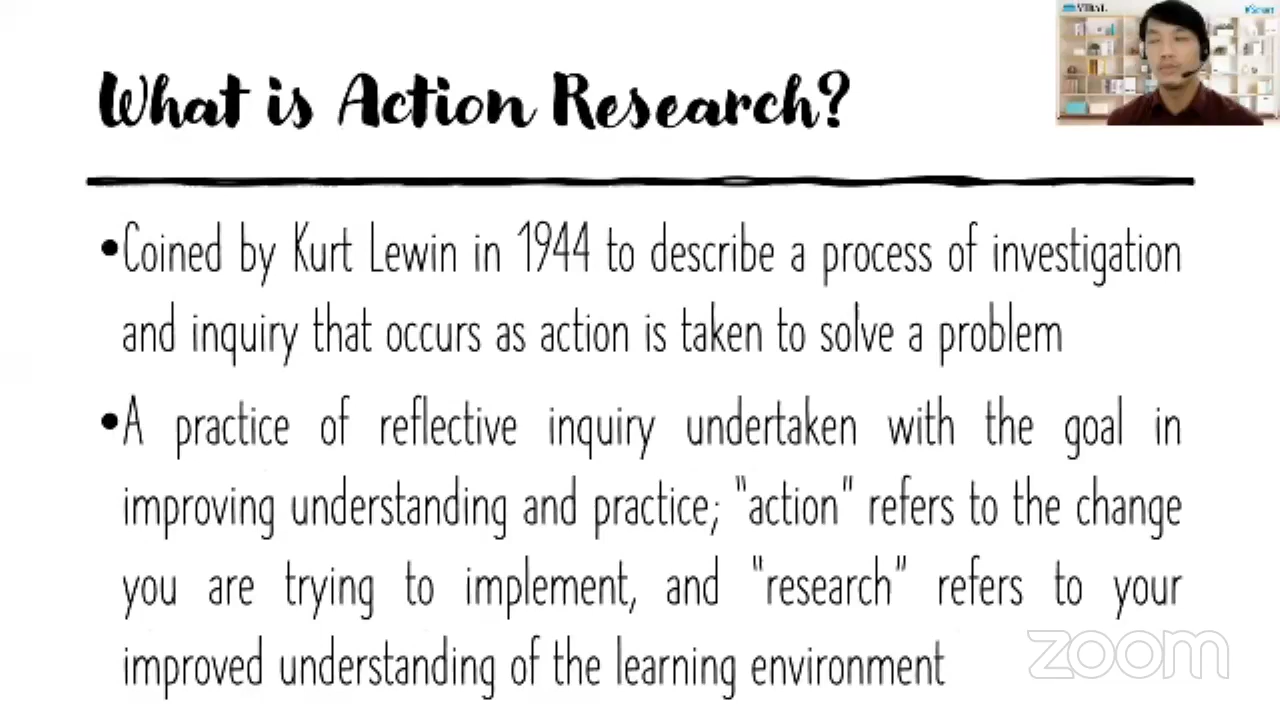 What is Action Research?
•Coined by Kurt Lewin in 1944 to describe a process of investigation
and inquiry that occurs as action is taken to solve a problem
•A practice of reflective inquiry undertaken with the goal in
improving understanding and practice; "action" refers to the change
you are trying to implement, and "research" refers to your
improved understanding of the learning environment
zoom